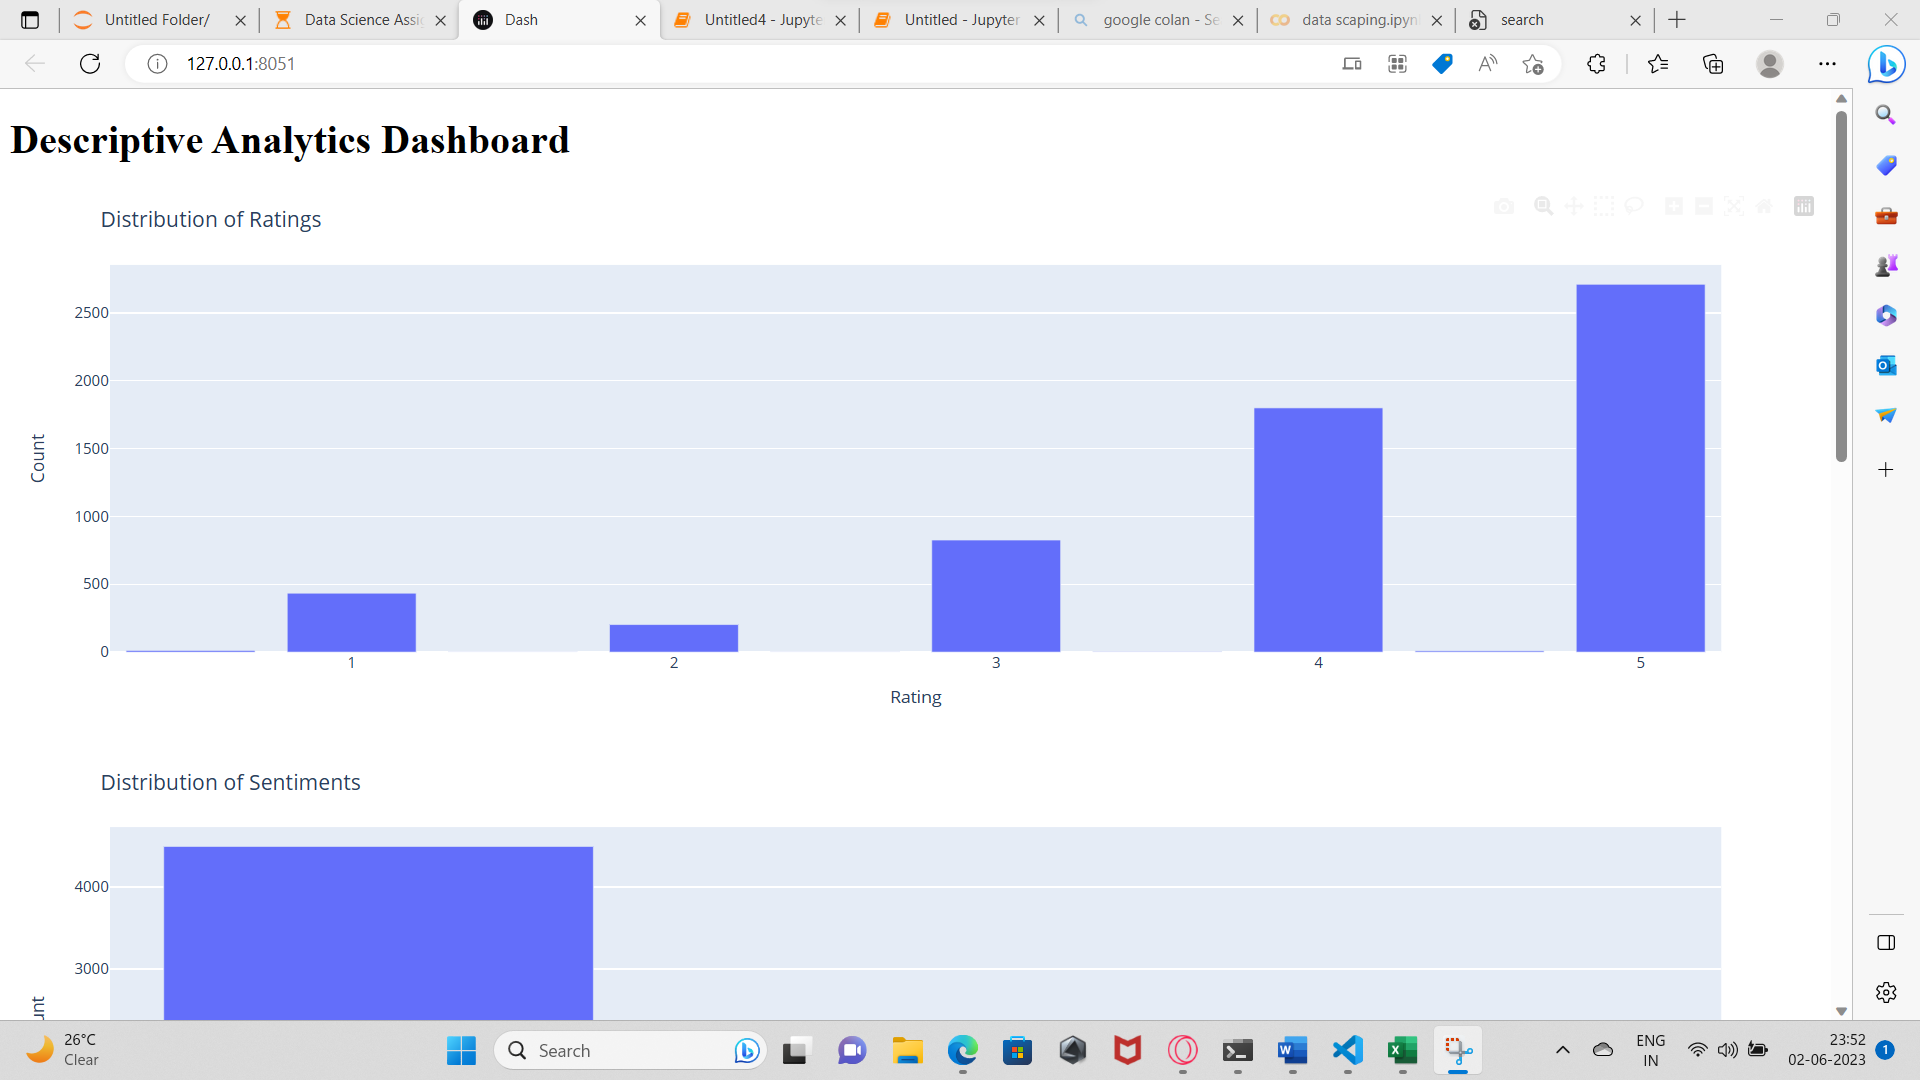 Untitled Folder/
Data Science Assig
Dash
Untitled4 - Jupyte
Untitled - Jupyter
google colan - Se
data scaping.ipyn
search
127.0.0.1:8051
Descriptive Analytics Dashboard
Distribution of Ratings
2500
2000
1500
1000
500
0
Count
1
2
3
4
5
Rating
Distribution of Sentiments
4000
3000
unt
26°C
Clear
Search
ENG
IN
23:52
02-06-2023
1